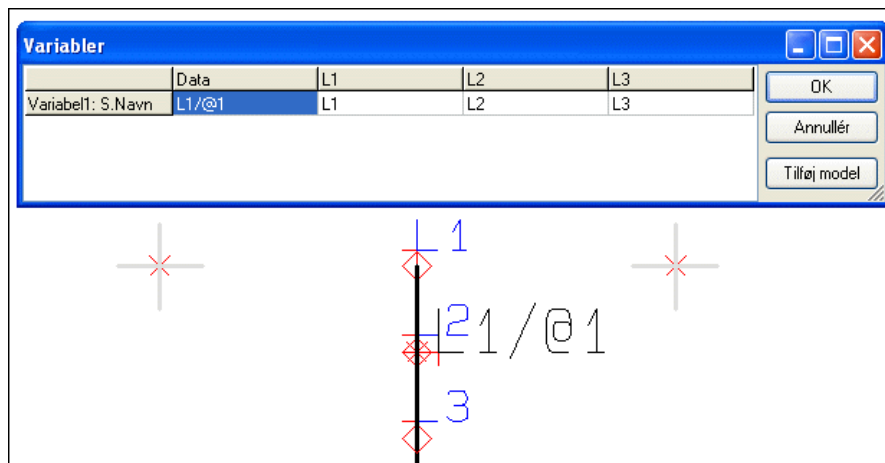 Variabler
Data L1 L2 L3
Variabel1: S.Navn L1/@1 L1 L2 L3
OK
Annullér
Tilføj model
1
2
L1/@1
3